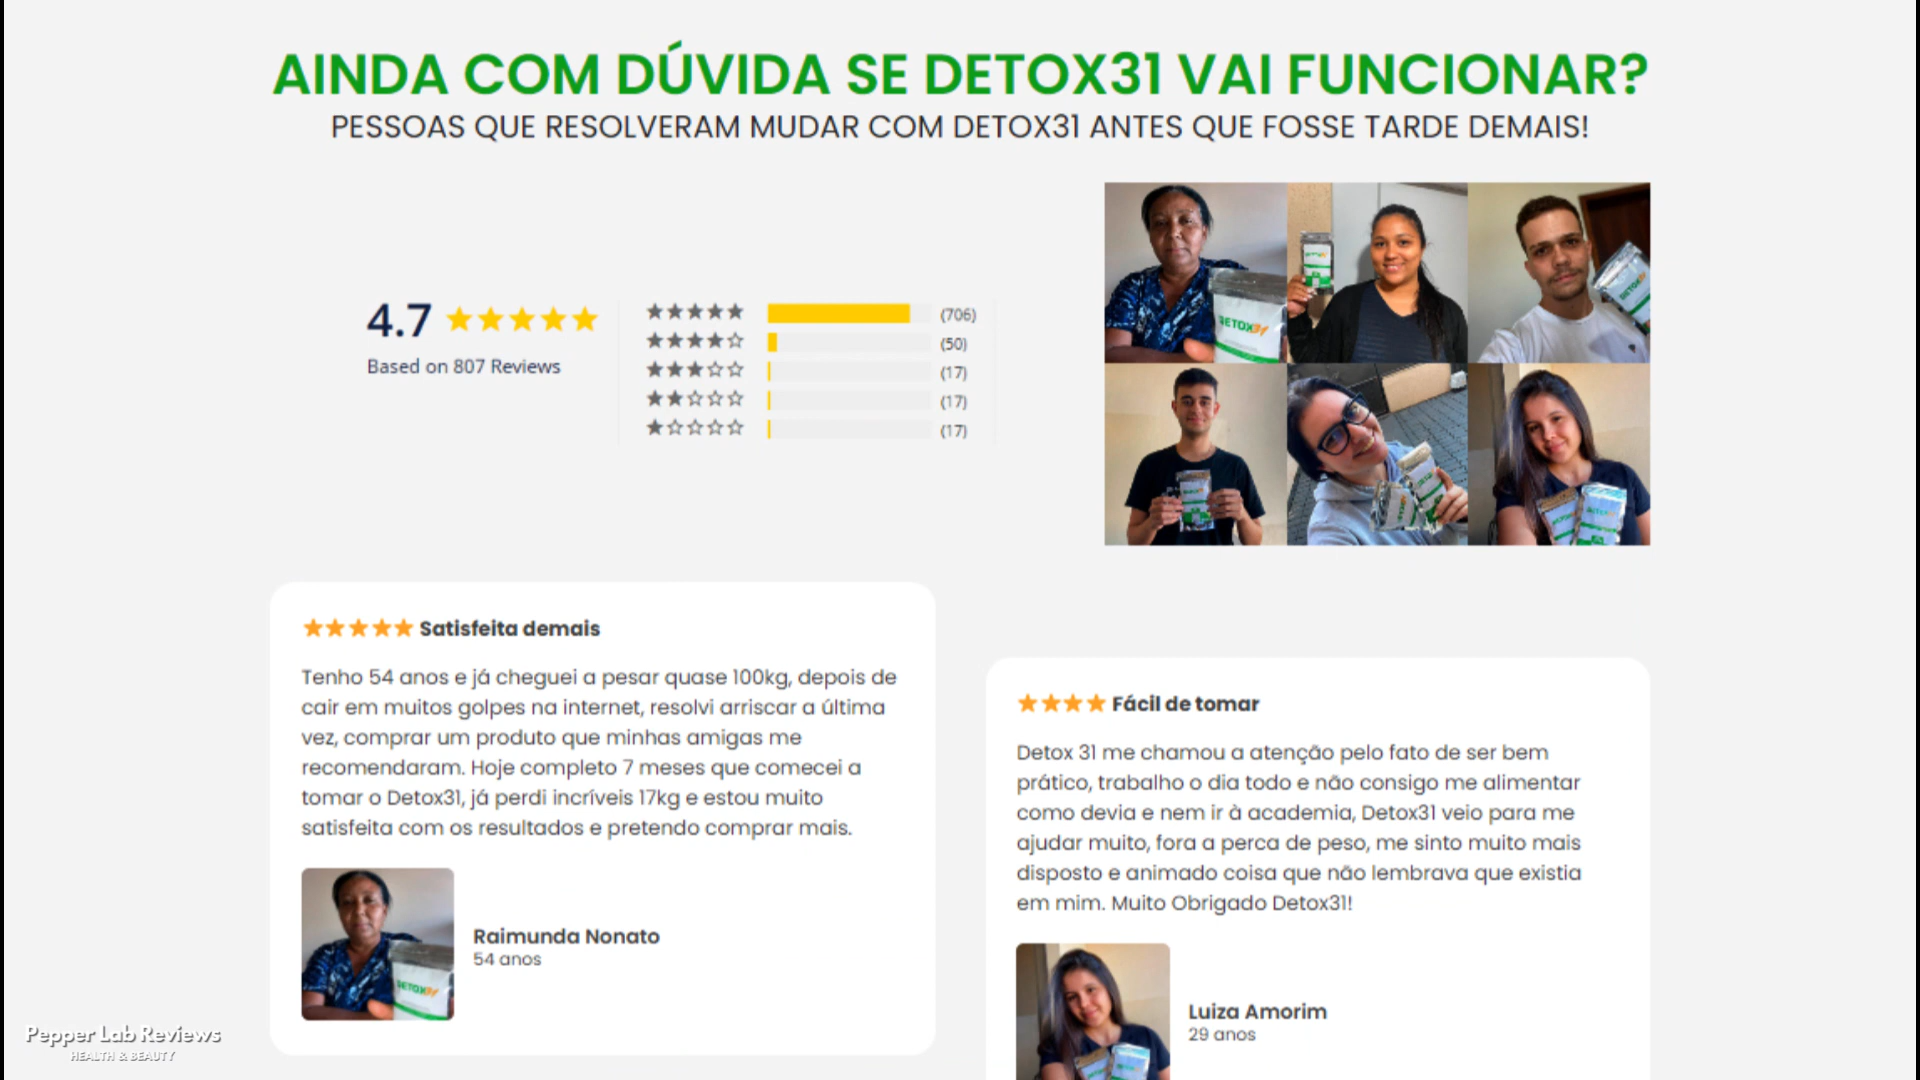 AINDA COM DÚVIDA SE DETOX31 VAI FUNCIONAR?
PESSOAS QUE RESOLVERAM MUDAR COM DETOX31 ANTES QUE FOSSE TARDE DEMAIS!
4.7
Based on 807 Reviews
(706)
(50)
(17)
(17)
(17)
DETOX31
Satisfeita demais
Tenho 54 anos e já cheguei a pesar quase 100kg, depois de
cair em muitos golpes na internet, resolvi arriscar a última
vez, comprar um produto que minhas amigas me
recomendaram. Hoje completo 7 meses que comecei a
tomar o Detox31, já perdi incríveis 17kg e estou muito
satisfeita com os resultados e pretendo comprar mais.
DETOX31
Raimunda Nonato
54 anos
Fácil de tomar
Detox 31 me chamou a atenção pelo fato de ser bem
prático, trabalho o dia todo e não consigo me alimentar
como devia e nem ir à academia, Detox31 veio para me
ajudar muito, fora a perca de peso, me sinto muito mais
disposto e animado coisa que não lembrava que existia
em mim. Muito Obrigado Detox31!
Luiza Amorim
29 anos
Pepper Lab Reviews
HEALTH & BEAUTY